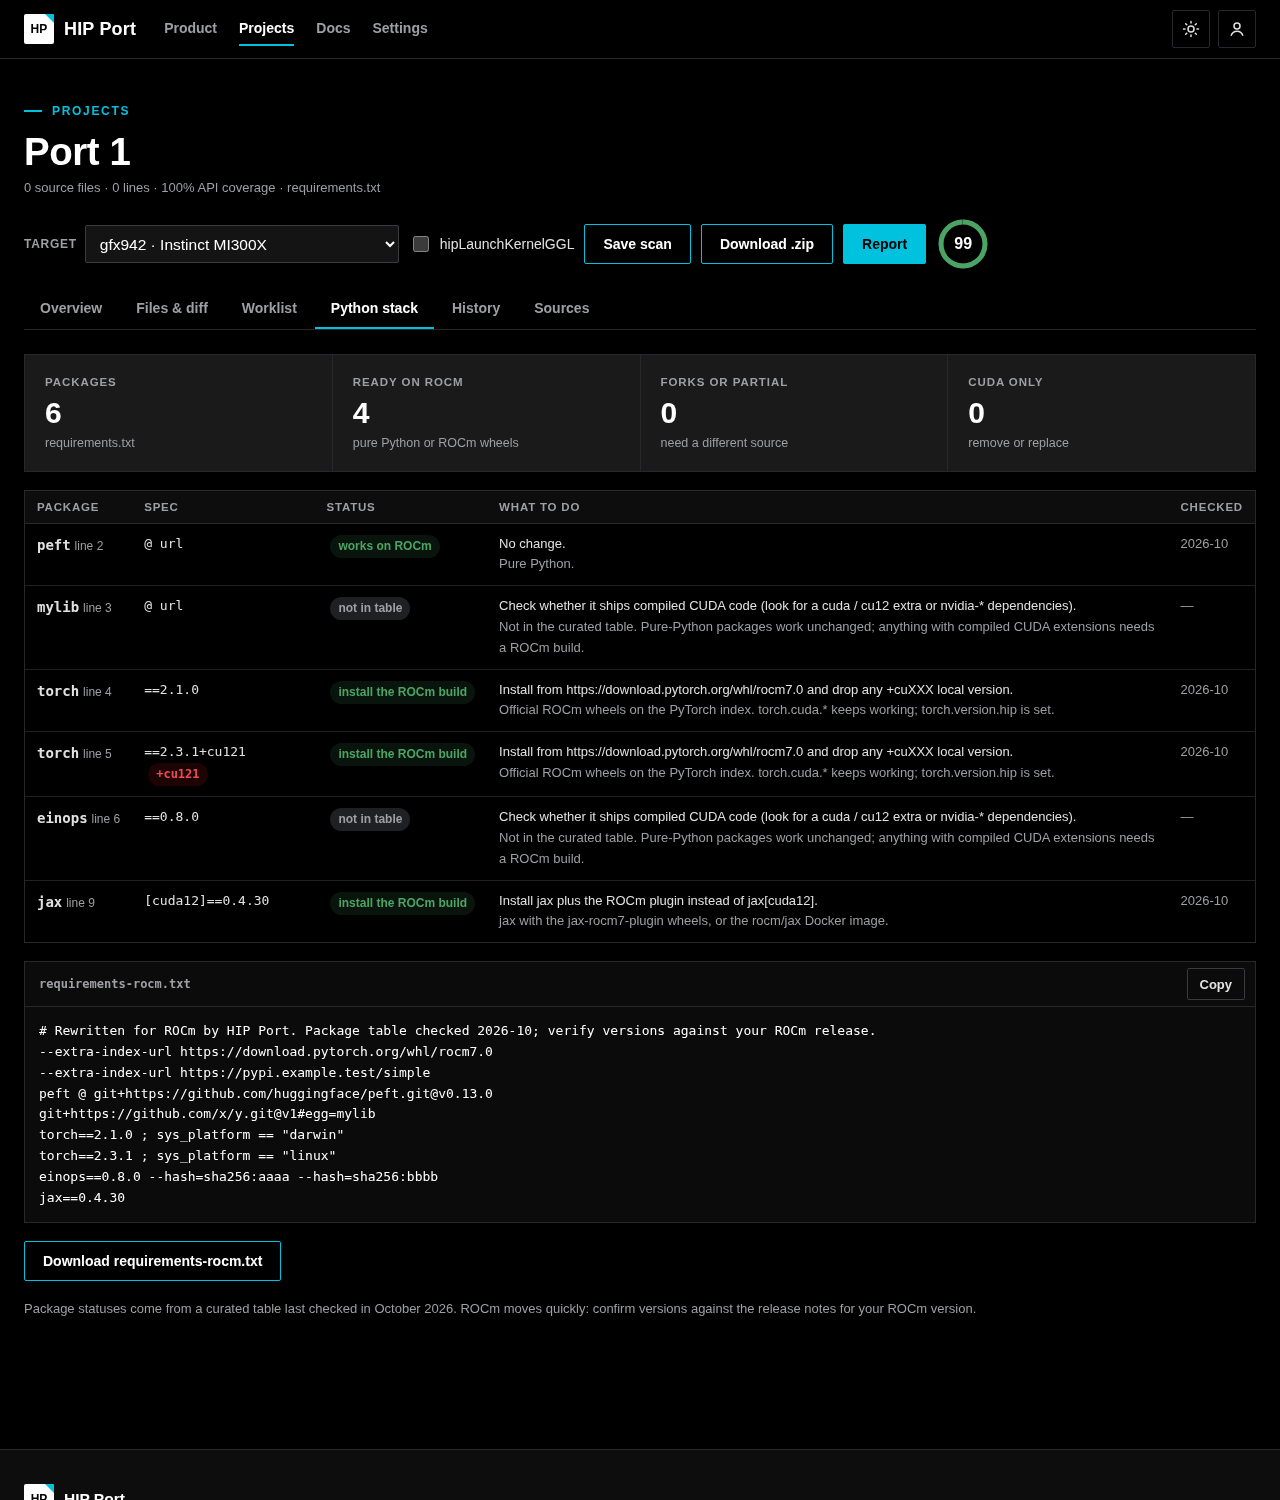 HP HIP Port Product Projects Docs Settings
PROJECTS
Port 1
0 source files · 0 lines · 100% API coverage · requirements.txt
TARGET gfx942 · Instinct MI300X hipLaunchKernelGGL Save scan Download .zip Report 99
Overview Files & diff Worklist Python stack History Sources
PACKAGES READY ON ROCM FORKS OR PARTIAL CUDA ONLY
6 4 0 0
requirements.txt pure Python or ROCm wheels need a different source remove or replace
PACKAGE SPEC STATUS WHAT TO DO CHECKED
peft line 2 @ url works on ROCm No change. 2026-10
Pure Python.
mylib line 3 @ url not in table Check whether it ships compiled CUDA code (look for a cuda / cu12 extra or nvidia-* dependencies). —
Not in the curated table. Pure-Python packages work unchanged; anything with compiled CUDA extensions needs
a ROCm build.
torch line 4 ==2.1.0 install the ROCm build Install from https://download.pytorch.org/whl/rocm7.0 and drop any +cuXXX local version. 2026-10
Official ROCm wheels on the PyTorch index. torch.cuda.* keeps working; torch.version.hip is set.
torch line 5 ==2.3.1+cu121 install the ROCm build Install from https://download.pytorch.org/whl/rocm7.0 and drop any +cuXXX local version. 2026-10
+cu121 Official ROCm wheels on the PyTorch index. torch.cuda.* keeps working; torch.version.hip is set.
einops line 6 ==0.8.0 not in table Check whether it ships compiled CUDA code (look for a cuda / cu12 extra or nvidia-* dependencies). —
Not in the curated table. Pure-Python packages work unchanged; anything with compiled CUDA extensions needs
a ROCm build.
jax line 9 [cuda12]==0.4.30 install the ROCm build Install jax plus the ROCm plugin instead of jax[cuda12]. 2026-10
jax with the jax-rocm7-plugin wheels, or the rocm/jax Docker image.
requirements-rocm.txt Copy
# Rewritten for ROCm by HIP Port. Package table checked 2026-10; verify versions against your ROCm release.
--extra-index-url https://download.pytorch.org/whl/rocm7.0
--extra-index-url https://pypi.example.test/simple
peft @ git+https://github.com/huggingface/peft.git@v0.13.0
git+https://github.com/x/y.git@v1#egg=mylib
torch==2.1.0 ; sys_platform == "darwin"
torch==2.3.1 ; sys_platform == "linux"
einops==0.8.0 --hash=sha256:aaaa --hash=sha256:bbbb
jax==0.4.30
Download requirements-rocm.txt
Package statuses come from a curated table last checked in October 2026. ROCm moves quickly: confirm versions against the release notes for your ROCm version.
HP HIP Port